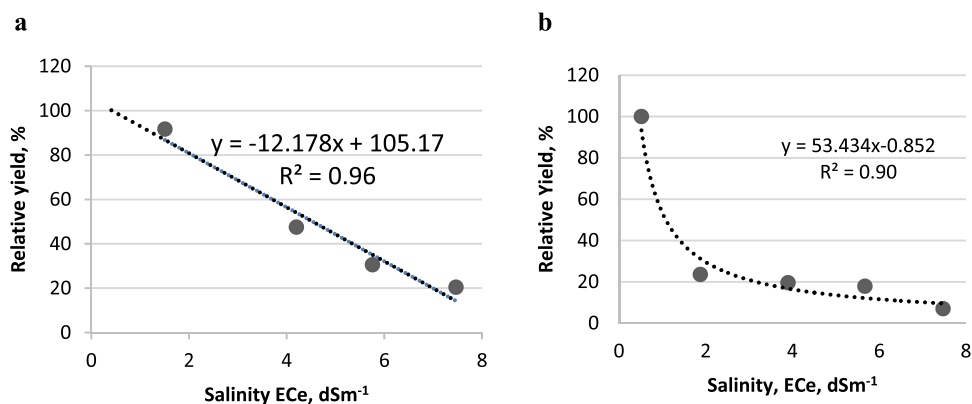 a
120
100
80
60
40
20
0
Relative yield, %
y = -12.178x + 105.17
R² = 0.96
0 2 4 6 8
Salinity ECe, dSm⁻¹
b
120
100
80
60
40
20
0
Relative Yield, %
y = 53.434x-0.852
R² = 0.90
0 2 4 6 8
Salinity, ECe, dSm⁻¹